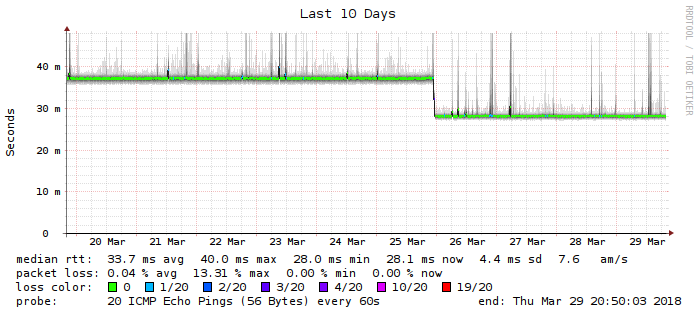 Last 10 Days
RRDTOOL / TOBI OETIKER
Seconds
40 m
30 m
20 m
10 m
0
20 Mar 21 Mar 22 Mar 23 Mar 24 Mar 25 Mar 26 Mar 27 Mar 28 Mar 29 Mar
median rtt: 33.7 ms avg 40.0 ms max 28.0 ms min 28.1 ms now 4.4 ms sd 7.6 am/s
packet loss: 0.04 % avg 13.31 % max 0.00 % min 0.00 % now
loss color: 0 1/20 2/20 3/20 4/20 10/20 19/20
probe: 20 ICMP Echo Pings (56 Bytes) every 60s end: Thu Mar 29 20:50:03 2018